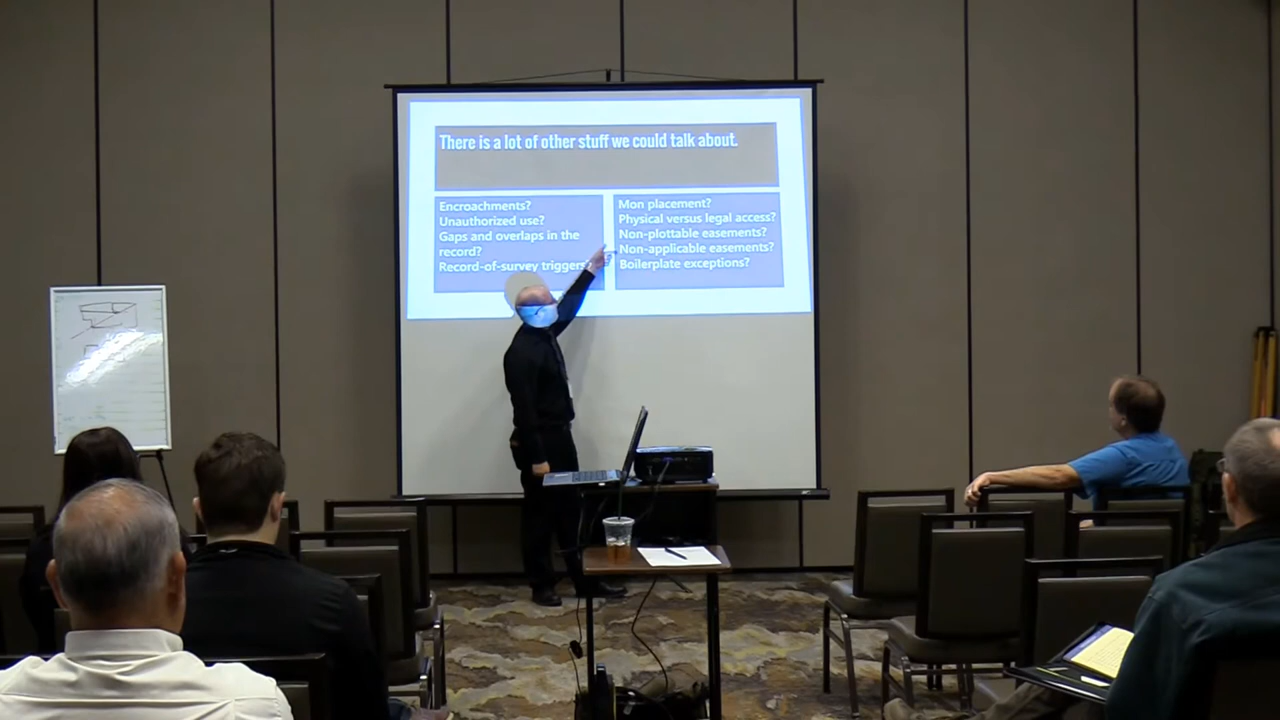 There is a lot of other stuff we could talk about.
Encroachments?
Unauthorized use?
Gaps and overlaps in the
record?
Record-of-survey triggers?
Mon placement?
Physical versus legal access?
Non-plottable easements?
Non-applicable easements?
Boilerplate exceptions?